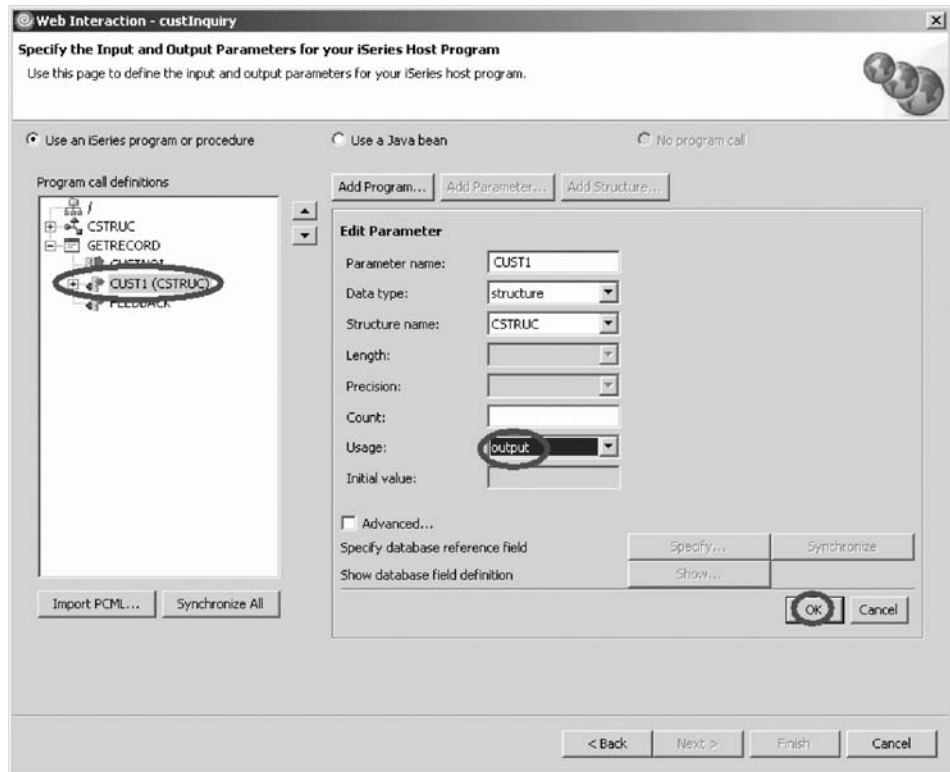 Web Interaction - custInquiry
Specify the Input and Output Parameters for your iSeries Host Program
Use this page to define the input and output parameters for your iSeries host program.
Use an iSeries program or procedure
Use a Java bean
No program call
Program call definitions
Add Program...
Add Parameter...
Add Structure...
/
CSTRUC
GETRECORD
CUST1 (CSTRUC)
FEEDBACK
Edit Parameter
Parameter name: CUST1
Data type: structure
Structure name: CSTRUC
Length:
Precision:
Count:
Usage: output
Initial value:
Advanced...
Specify database reference field Specify... Synchronize
Show database field definition Show...
Import PCML... Synchronize All
OK Cancel
< Back Next > Finish Cancel